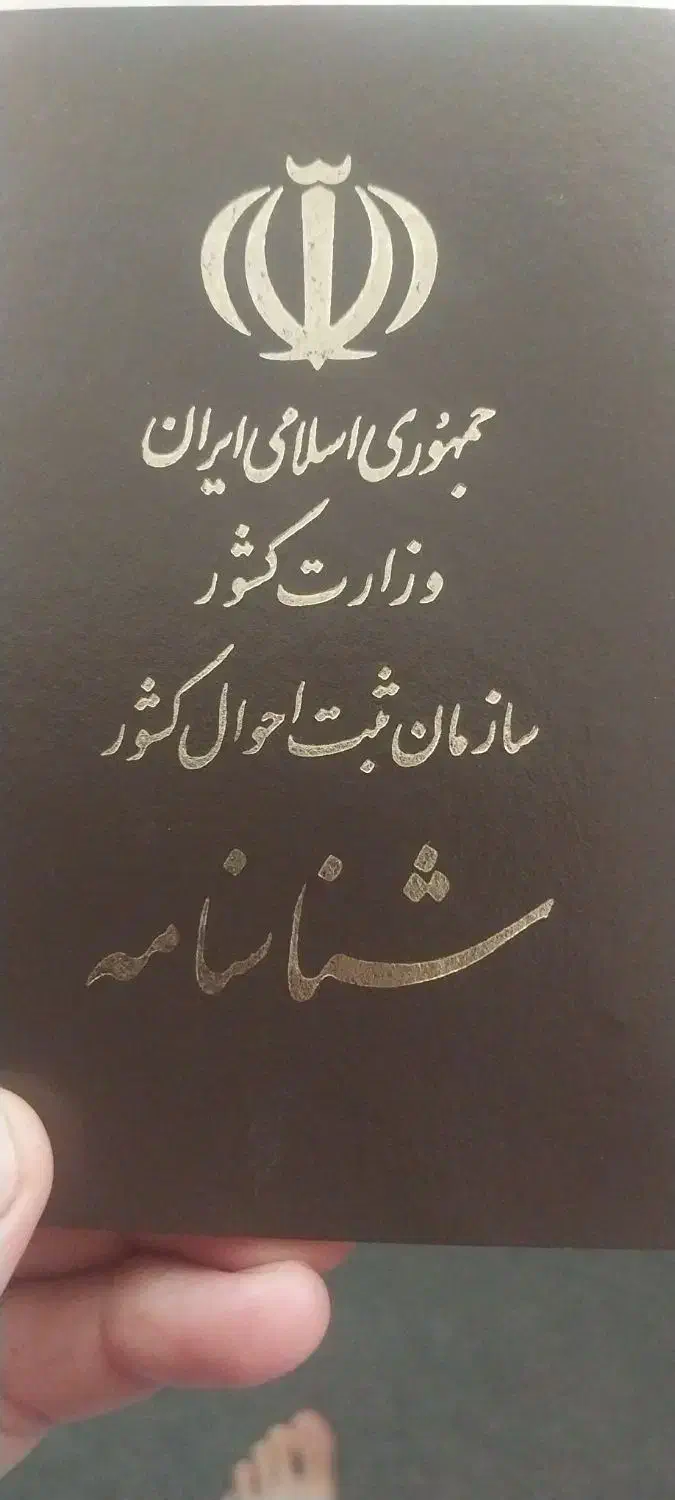 جمهوری اسلامی ایران
وزارت کشور
سازمان ثبت احوال کشور
شناسنامه